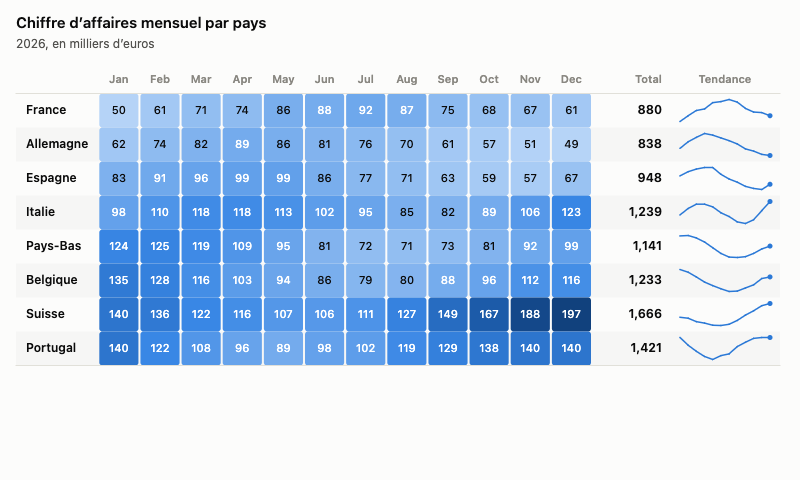 Chiffre d’affaires mensuel par pays
2026, en milliers d’euros
Jan Feb Mar Apr May Jun Jul Aug Sep Oct Nov Dec Total Tendance
France 50 61 71 74 86 88 92 87 75 68 67 61 880
Allemagne 62 74 82 89 86 81 76 70 61 57 51 49 838
Espagne 83 91 96 99 99 86 77 71 63 59 57 67 948
Italie 98 110 118 118 113 102 95 85 82 89 106 123 1,239
Pays-Bas 124 125 119 109 95 81 72 71 73 81 92 99 1,141
Belgique 135 128 116 103 94 86 79 80 88 96 112 116 1,233
Suisse 140 136 122 116 107 106 111 127 149 167 188 197 1,666
Portugal 140 122 108 96 89 98 102 119 129 138 140 140 1,421